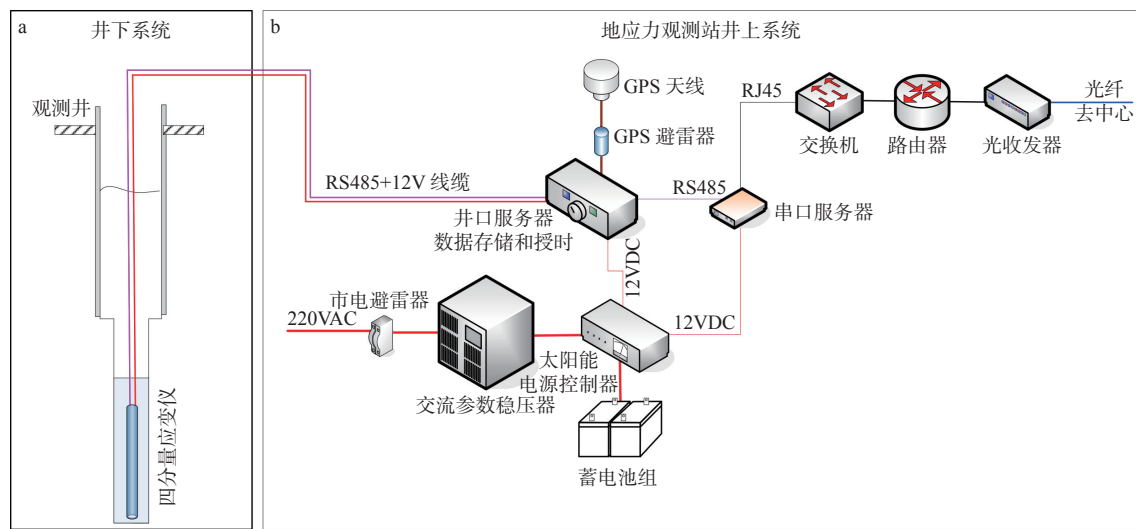 a
井下系统
观测井
四分量应变仪
b
地应力观测站井上系统
GPS 天线
GPS 避雷器
RJ45
交换机
路由器
光收发器
光纤
去中心
RS485+12V 线缆
RS485
串口服务器
井口服务器
数据存储和授时
12VDC
市电避雷器
220VAC
12VDC
太阳能
电源控制器
交流参数稳压器
蓄电池组